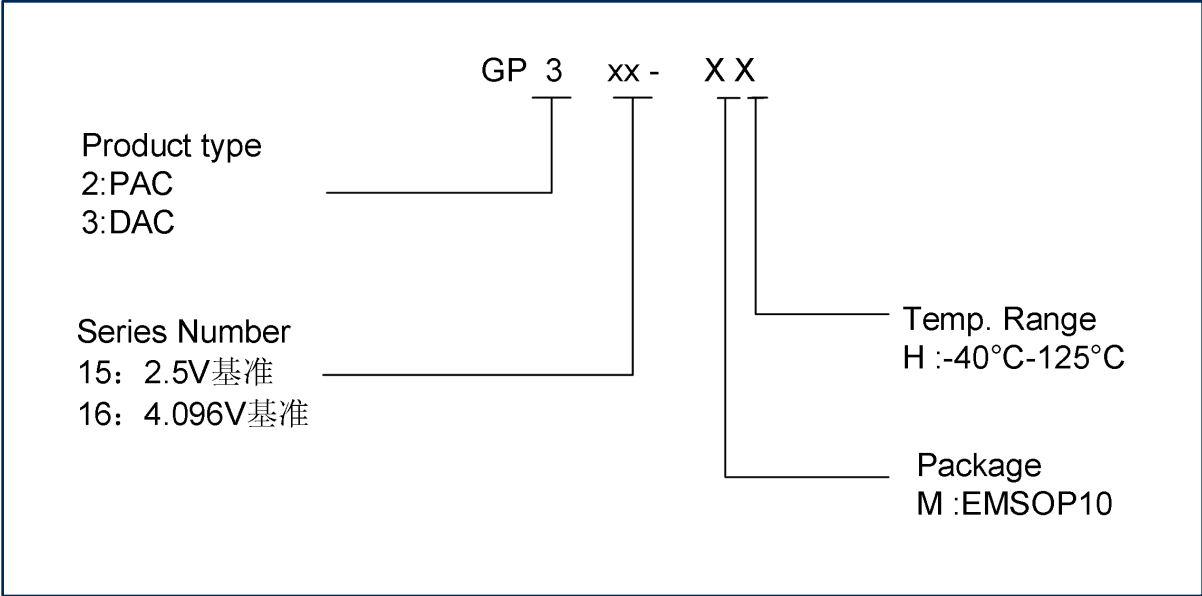 GP 3 xx - X X
Product type
2:PAC
3:DAC
Series Number
15：2.5V基准
16：4.096V基准
Temp. Range
H :-40°C-125°C
Package
M :EMSOP10